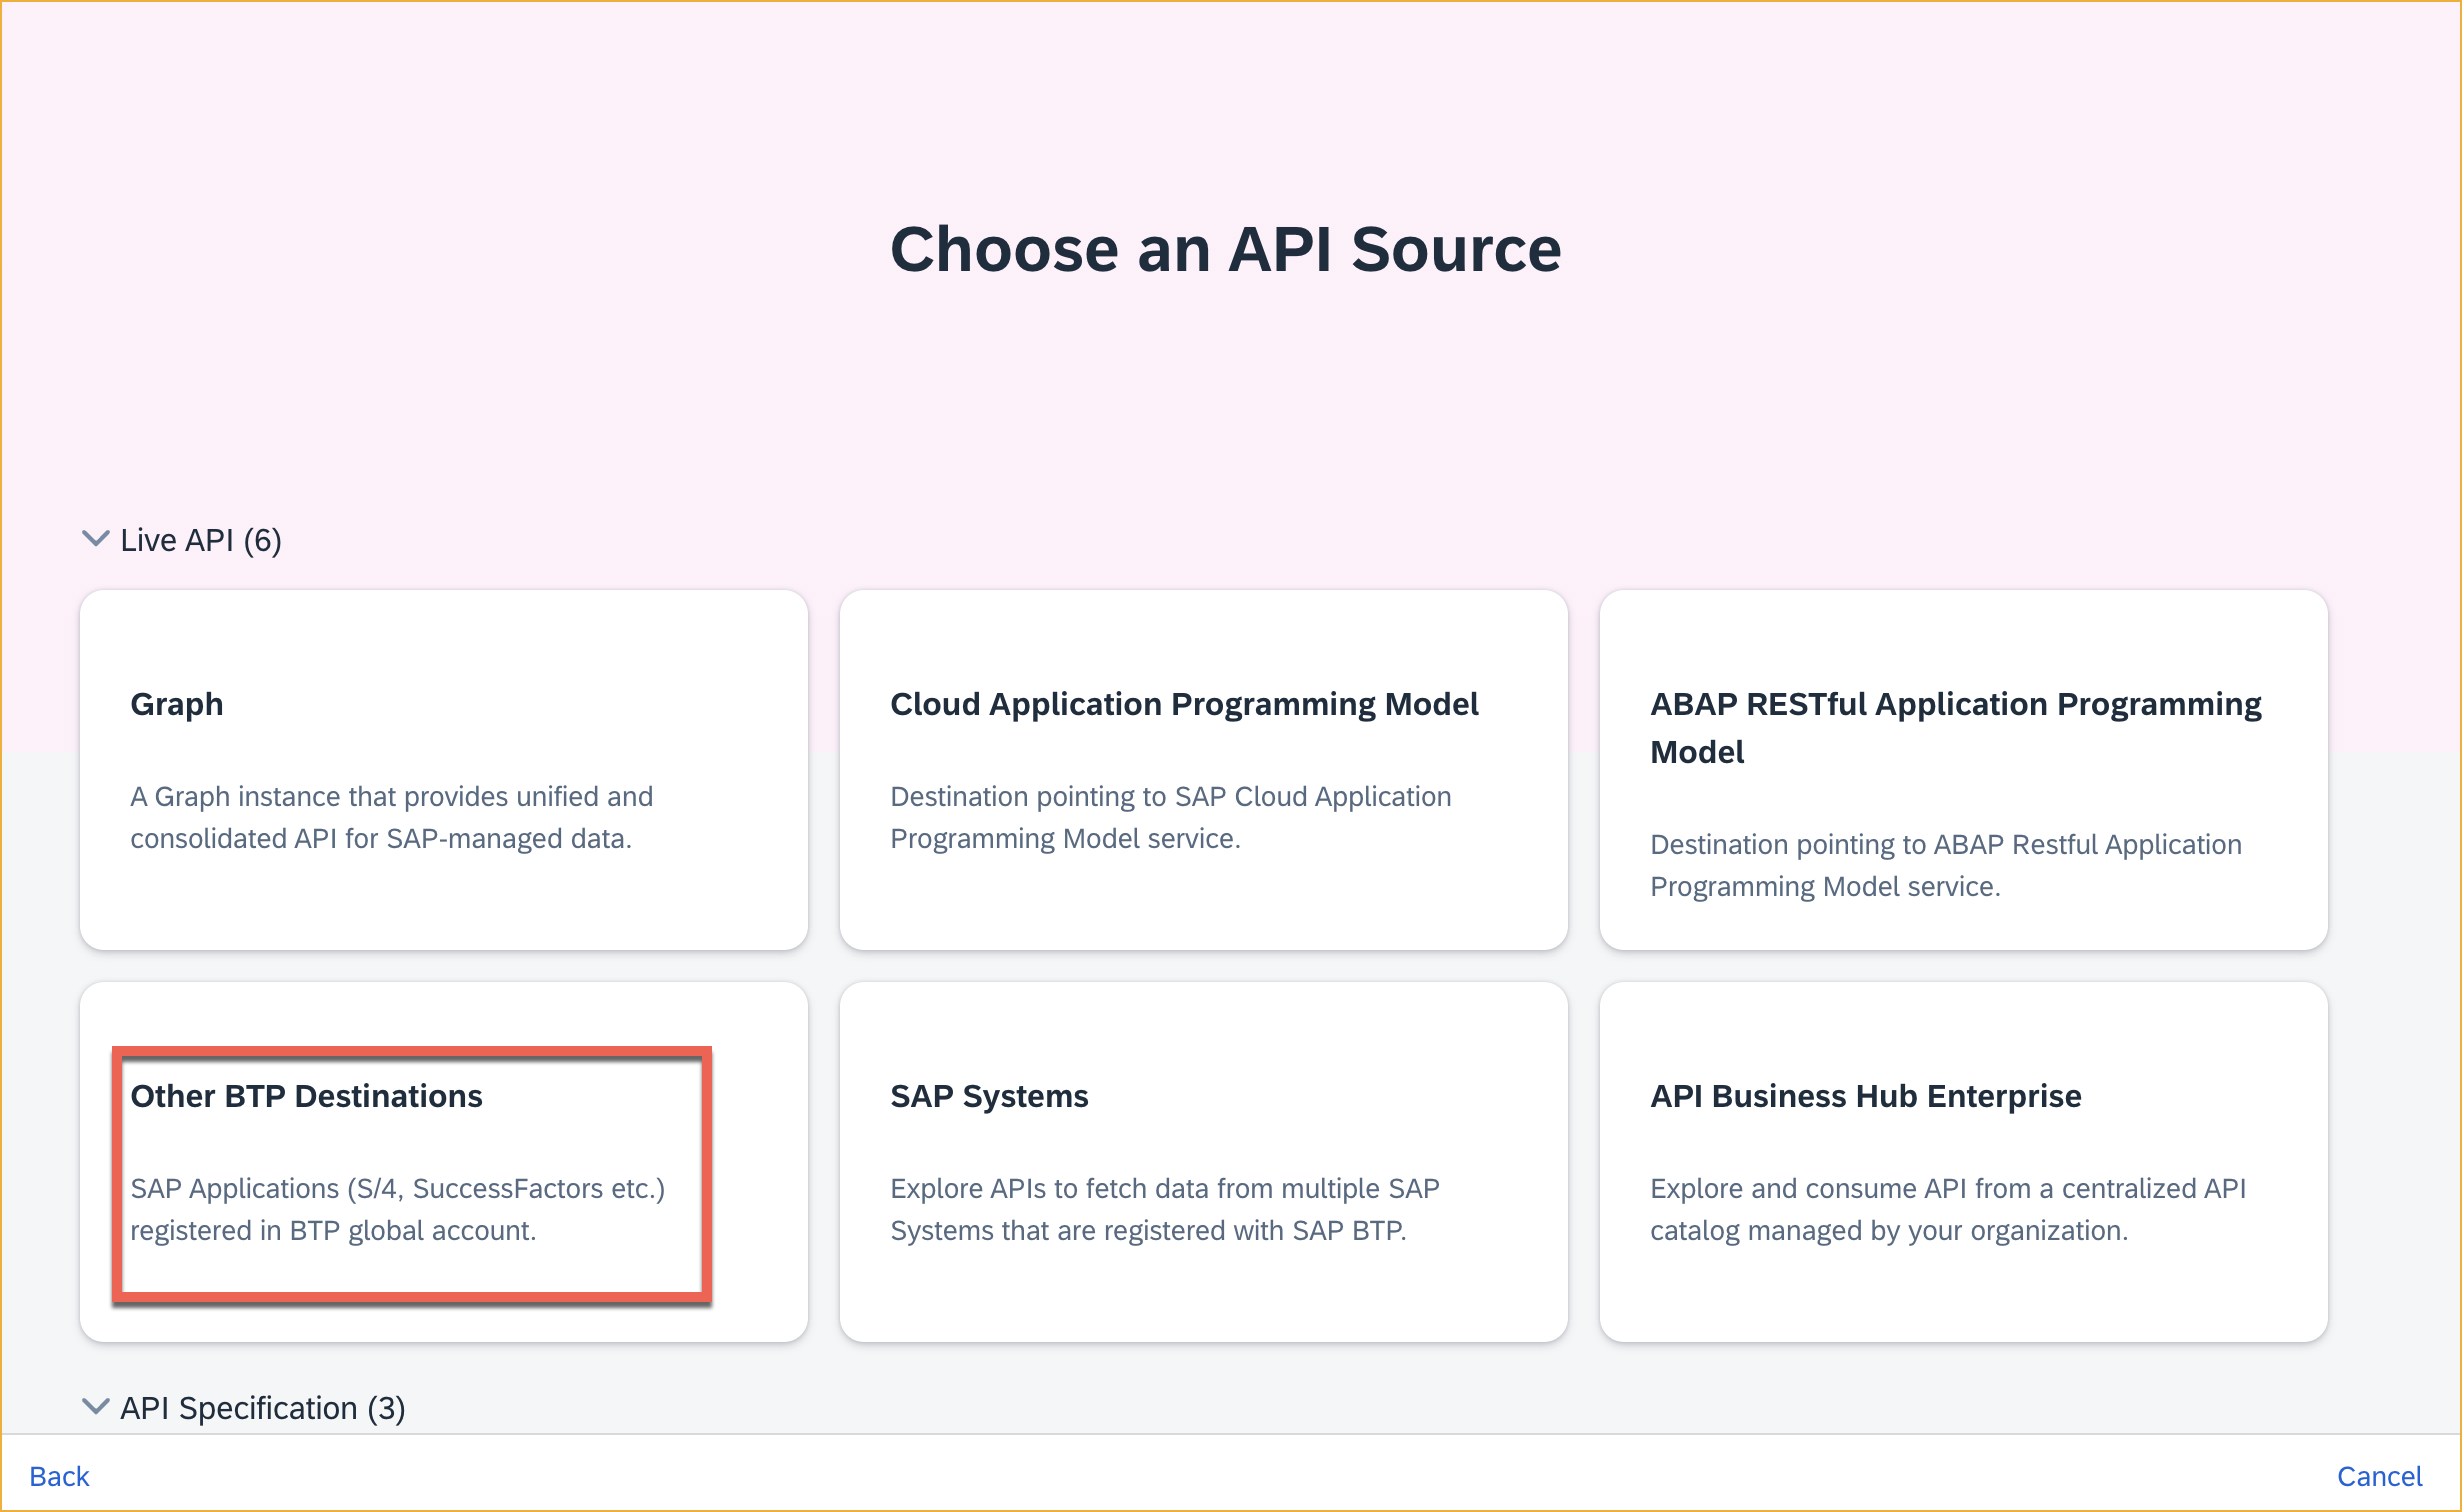 Choose an API Source
Live API (6)
Graph
A Graph instance that provides unified and
consolidated API for SAP-managed data.
Cloud Application Programming Model
Destination pointing to SAP Cloud Application
Programming Model service.
ABAP RESTful Application Programming
Model
Destination pointing to ABAP Restful Application
Programming Model service.
Other BTP Destinations
SAP Applications (S/4, SuccessFactors etc.)
registered in BTP global account.
SAP Systems
Explore APIs to fetch data from multiple SAP
Systems that are registered with SAP BTP.
API Business Hub Enterprise
Explore and consume API from a centralized API
catalog managed by your organization.
API Specification (3)
Back
Cancel